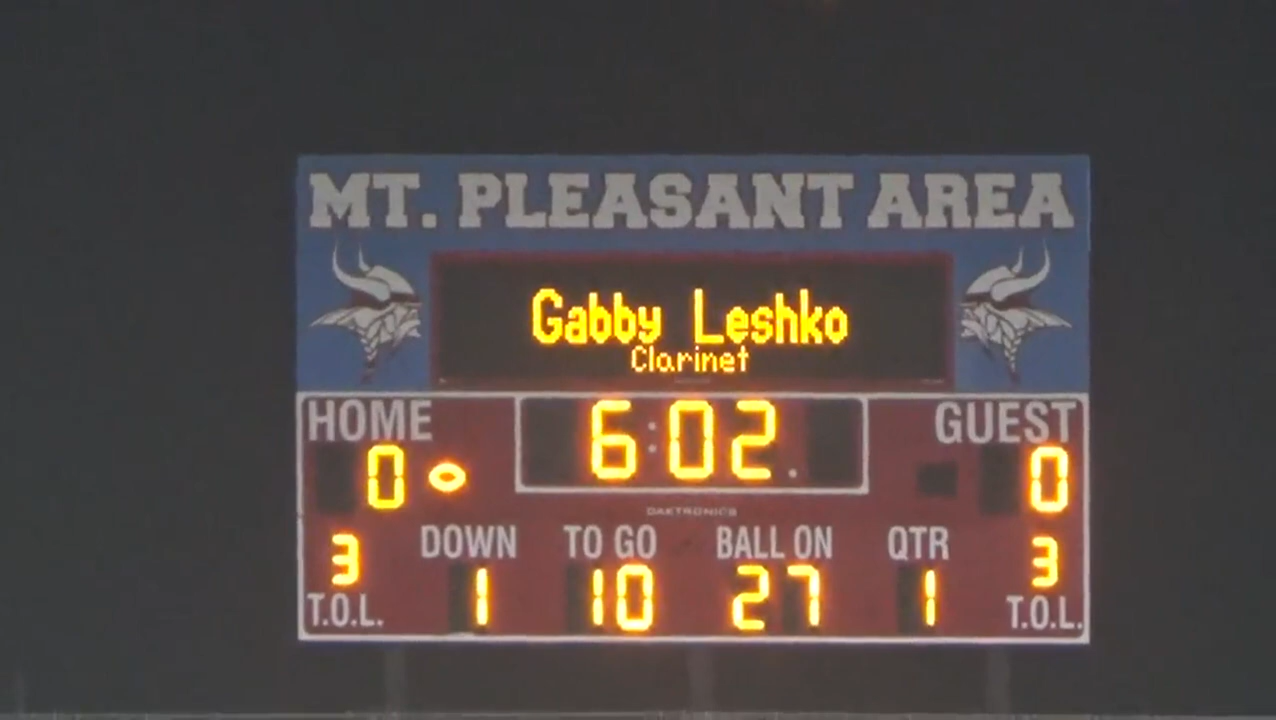 MT. PLEASANT AREA
Gabby Leshko
Clarinet
HOME 6:02. GUEST
0 0
DAKTRONICS
3 DOWN TO GO BALL ON QTR 3
T.O.L. 1 10 27 1 T.O.L.